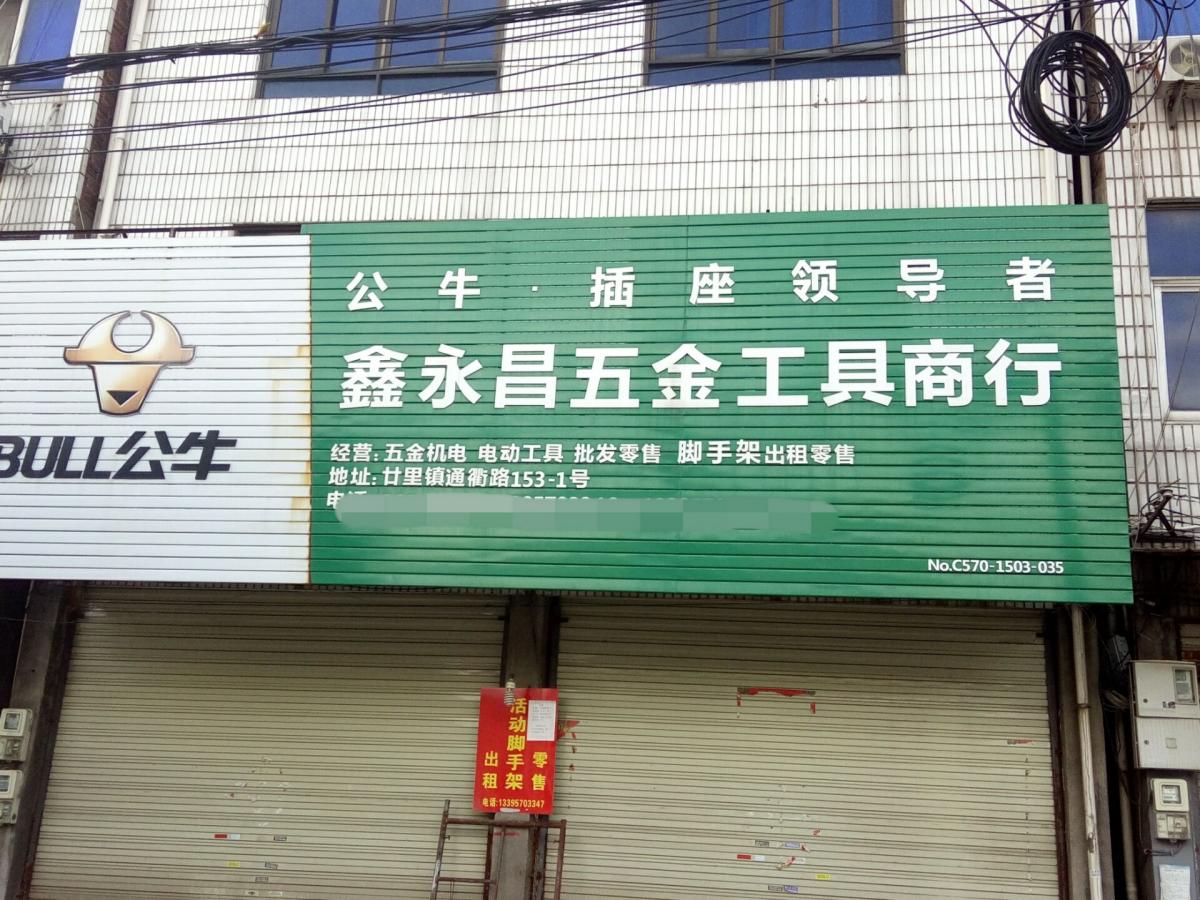 公牛·插座领导者
鑫永昌五金工具商行
经营:五金机电 电动工具 批发零售 脚手架出租零售
地址:廿里镇通衢路153-1号
电话:
No.C570-1503-035
BULL公牛
活动脚手架
出租
零售
电话:13395703347